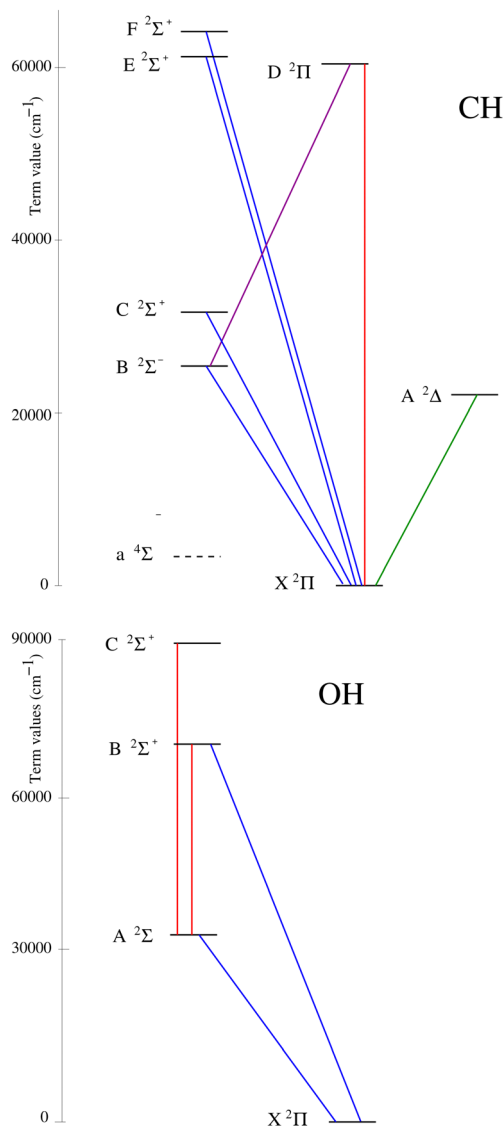 F ²Σ⁺
60000
E ²Σ⁺
D ²Π
CH
Term value (cm⁻¹)
40000
C ²Σ⁺
B ²Σ⁻
A ²Δ
20000
–
a ⁴Σ
0
X ²Π
90000
C ²Σ⁺
Term values (cm⁻¹)
OH
B ²Σ⁺
60000
A ²Σ
30000
0
X ²Π